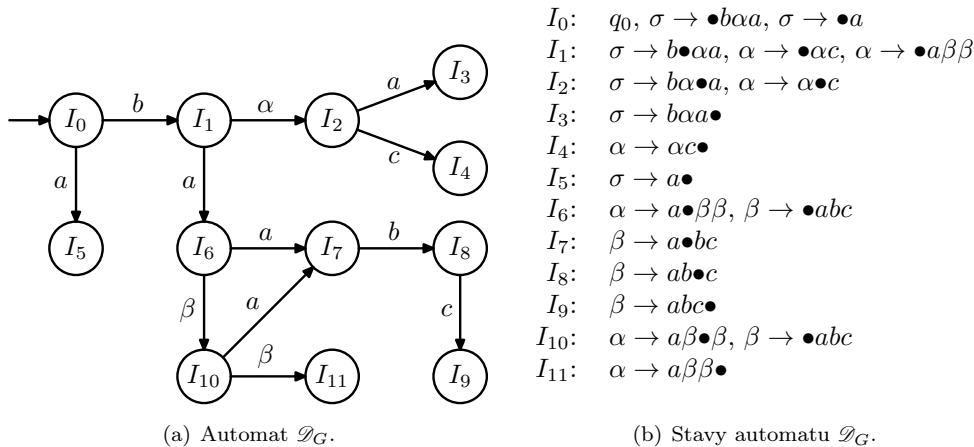 I₀
b
I₁
α
I₂
a
I₃
c
I₄
a
I₅
a
I₆
a
I₇
b
I₈
β
a
c
I₁₀
β
I₁₁
I₉
(a) Automat 𝒟_G.
I₀: q₀, σ → •bαa, σ → •a
I₁: σ → b•αa, α → •αc, α → •aββ
I₂: σ → bα•a, α → α•c
I₃: σ → bαa•
I₄: α → αc•
I₅: σ → a•
I₆: α → a•ββ, β → •abc
I₇: β → a•bc
I₈: β → ab•c
I₉: β → abc•
I₁₀: α → aβ•β, β → •abc
I₁₁: α → aββ•
(b) Stavy automatu 𝒟_G.